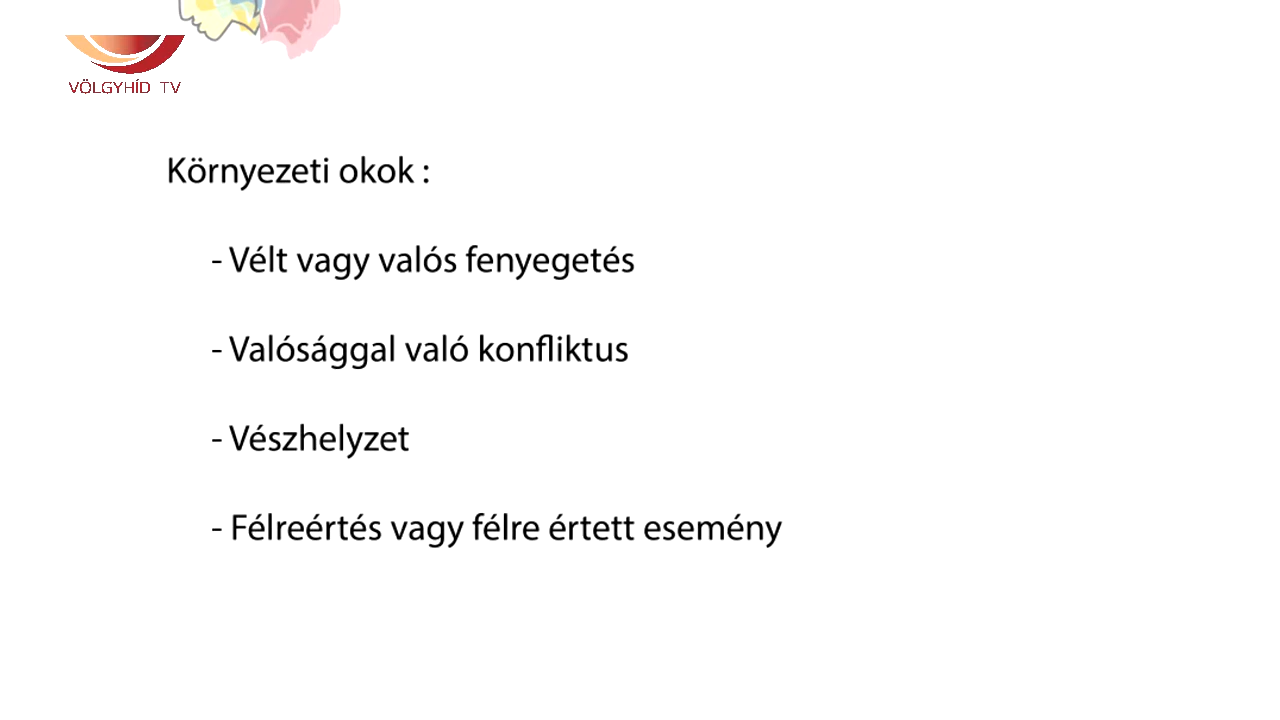 VÖLGYHÍD TV
Környezeti okok :
- Vélt vagy valós fenyegetés
- Valósággal való konfliktus
- Vészhelyzet
- Félreértés vagy félre értett esemény